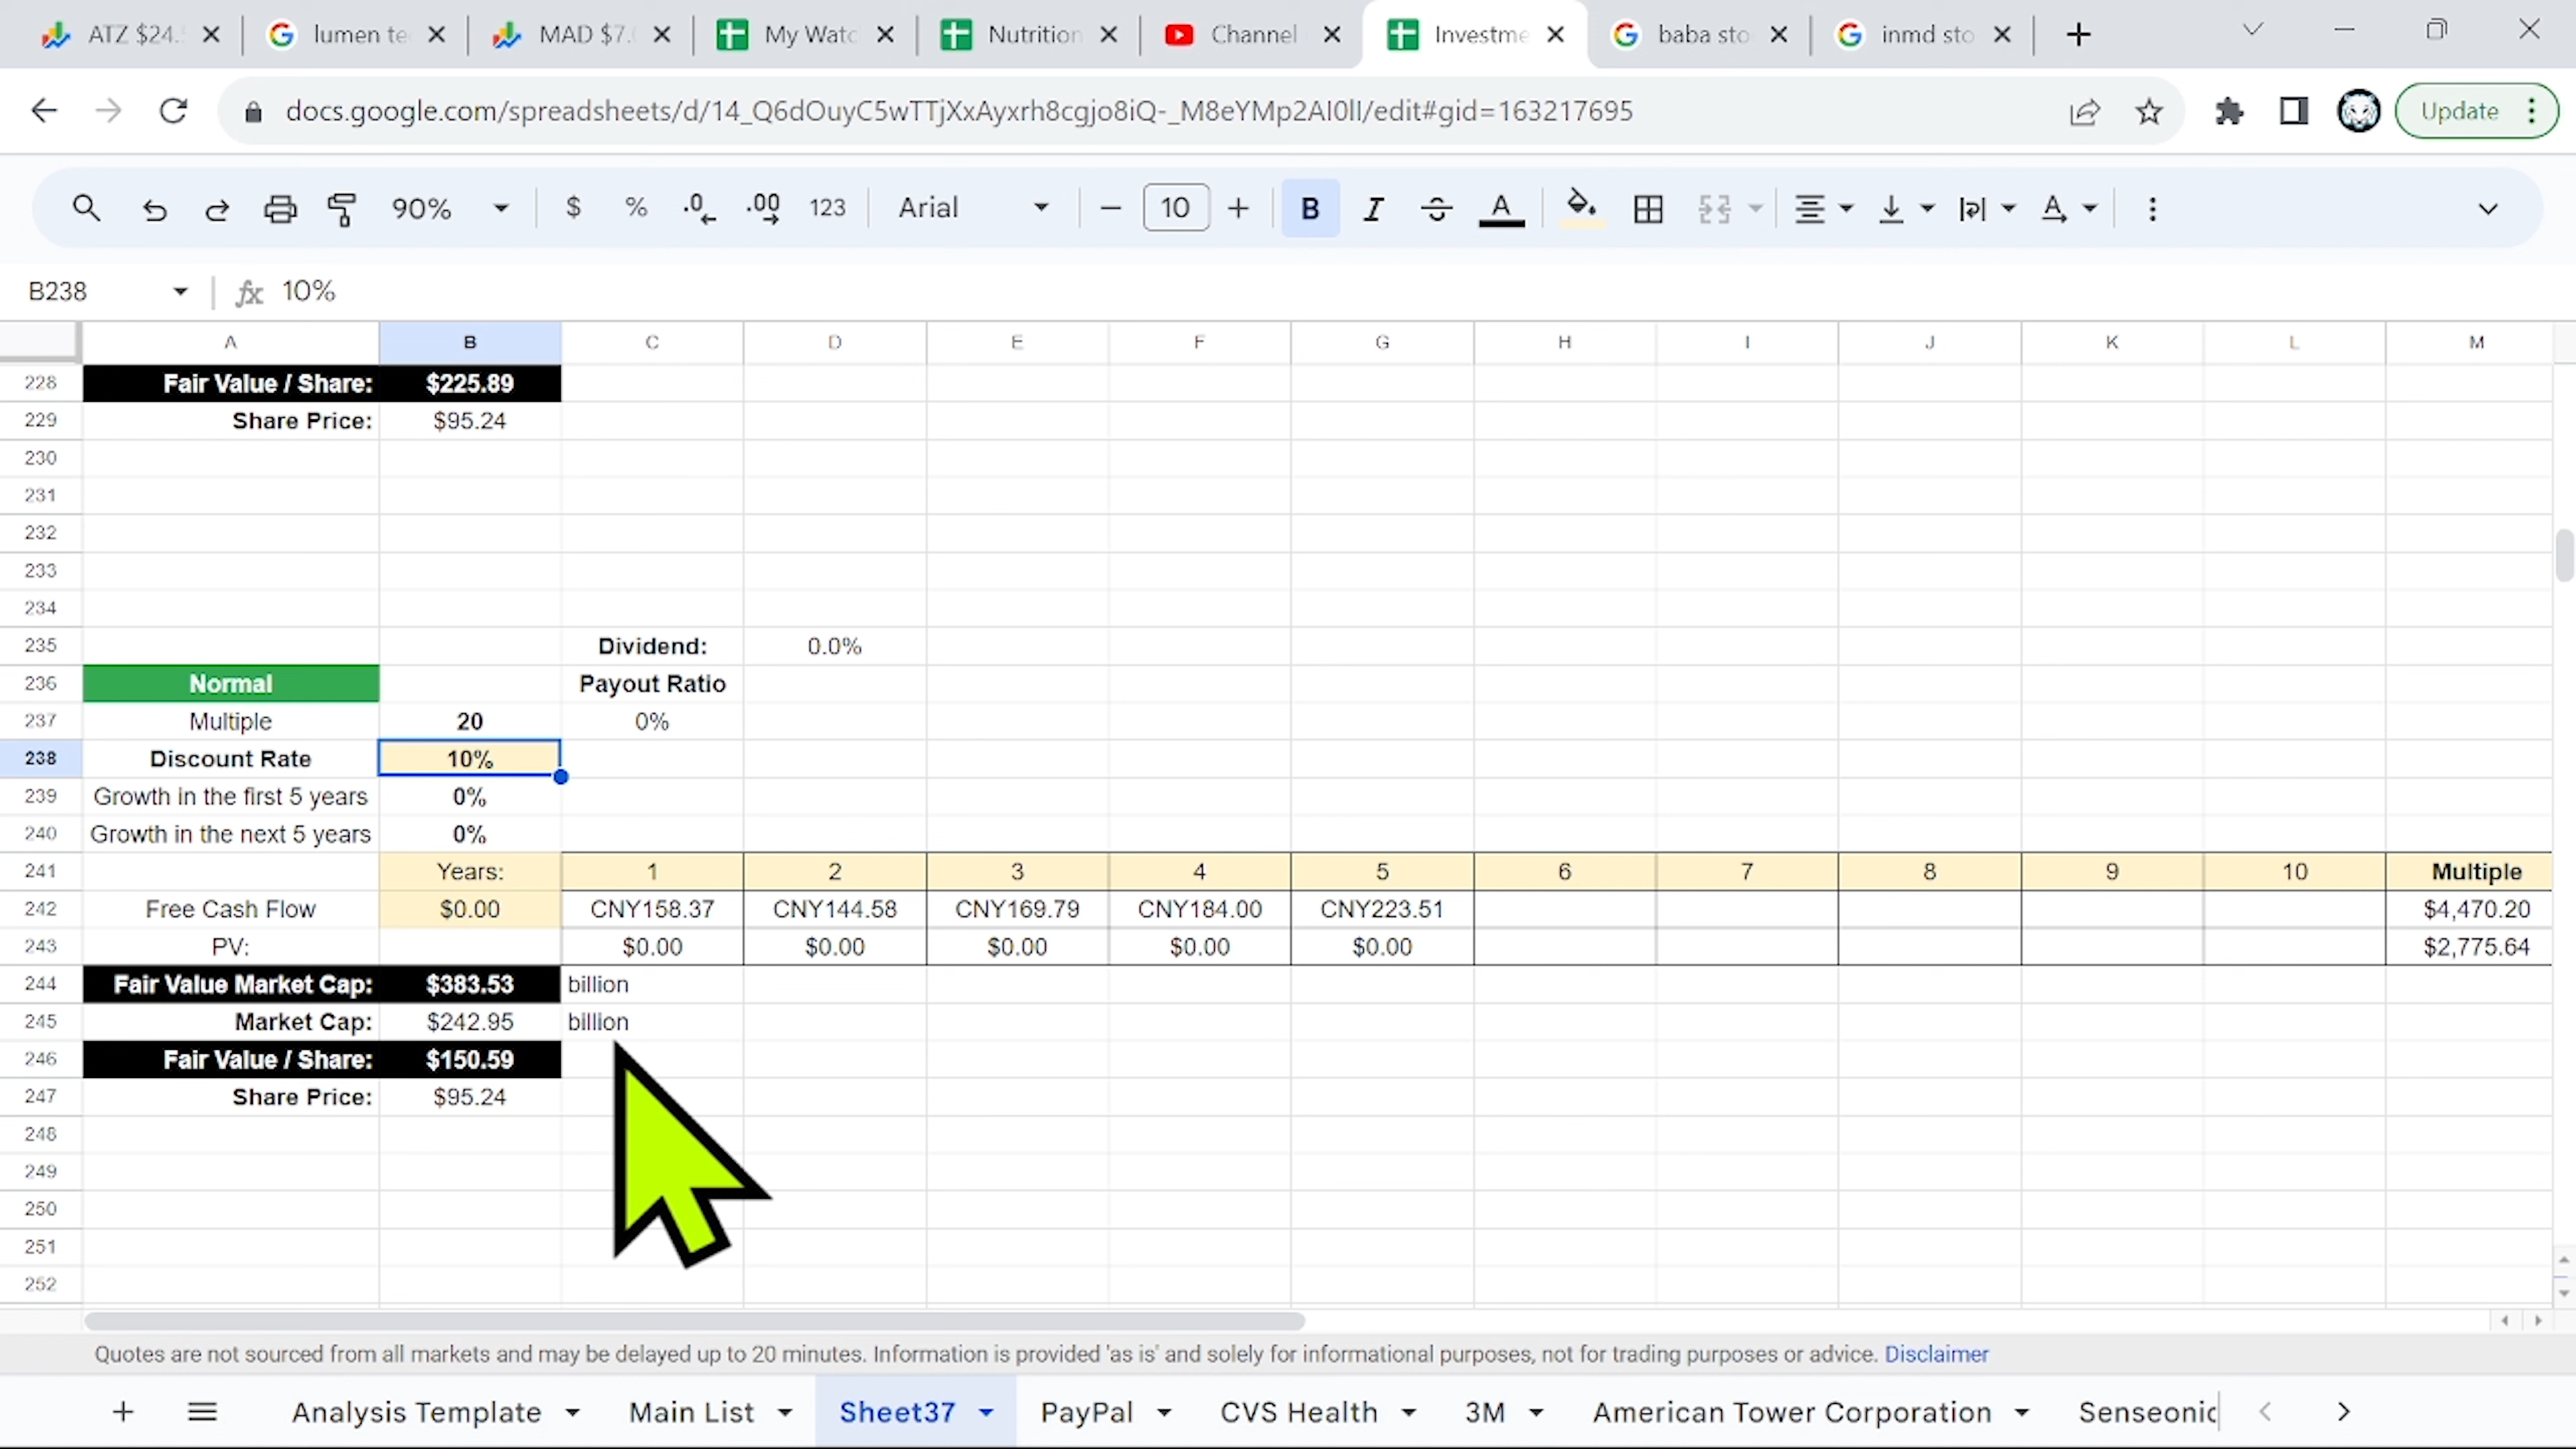 ATZ $24.
lumen te
MAD $7.
My Watc
Nutrition
Channel
Investme
baba sto
inmd sto
docs.google.com/spreadsheets/d/14_Q6dOuyC5wTTjXxAyxrh8cgjo8iQ-_M8eYMp2AI0lI/edit#gid=163217695
Update
90% $ % .0 .00 123 Arial 10 B I A
B238 fx 10%
A B C D E F G H I J K L M
228 Fair Value / Share: $225.89
229 Share Price: $95.24
230
231
232
233
234
235 Dividend: 0.0%
236 Normal Payout Ratio
237 Multiple 20 0%
238 Discount Rate 10%
239 Growth in the first 5 years 0%
240 Growth in the next 5 years 0%
241 Years: 1 2 3 4 5 6 7 8 9 10 Multiple
242 Free Cash Flow $0.00 CNY158.37 CNY144.58 CNY169.79 CNY184.00 CNY223.51 $4,470.20
243 PV: $0.00 $0.00 $0.00 $0.00 $0.00 $2,775.64
244 Fair Value Market Cap: $383.53 billion
245 Market Cap: $242.95 billion
246 Fair Value / Share: $150.59
247 Share Price: $95.24
248
249
250
251
252
Quotes are not sourced from all markets and may be delayed up to 20 minutes. Information is provided 'as is' and solely for informational purposes, not for trading purposes or advice. Disclaimer
Analysis Template Main List Sheet37 PayPal CVS Health 3M American Tower Corporation Senseonic